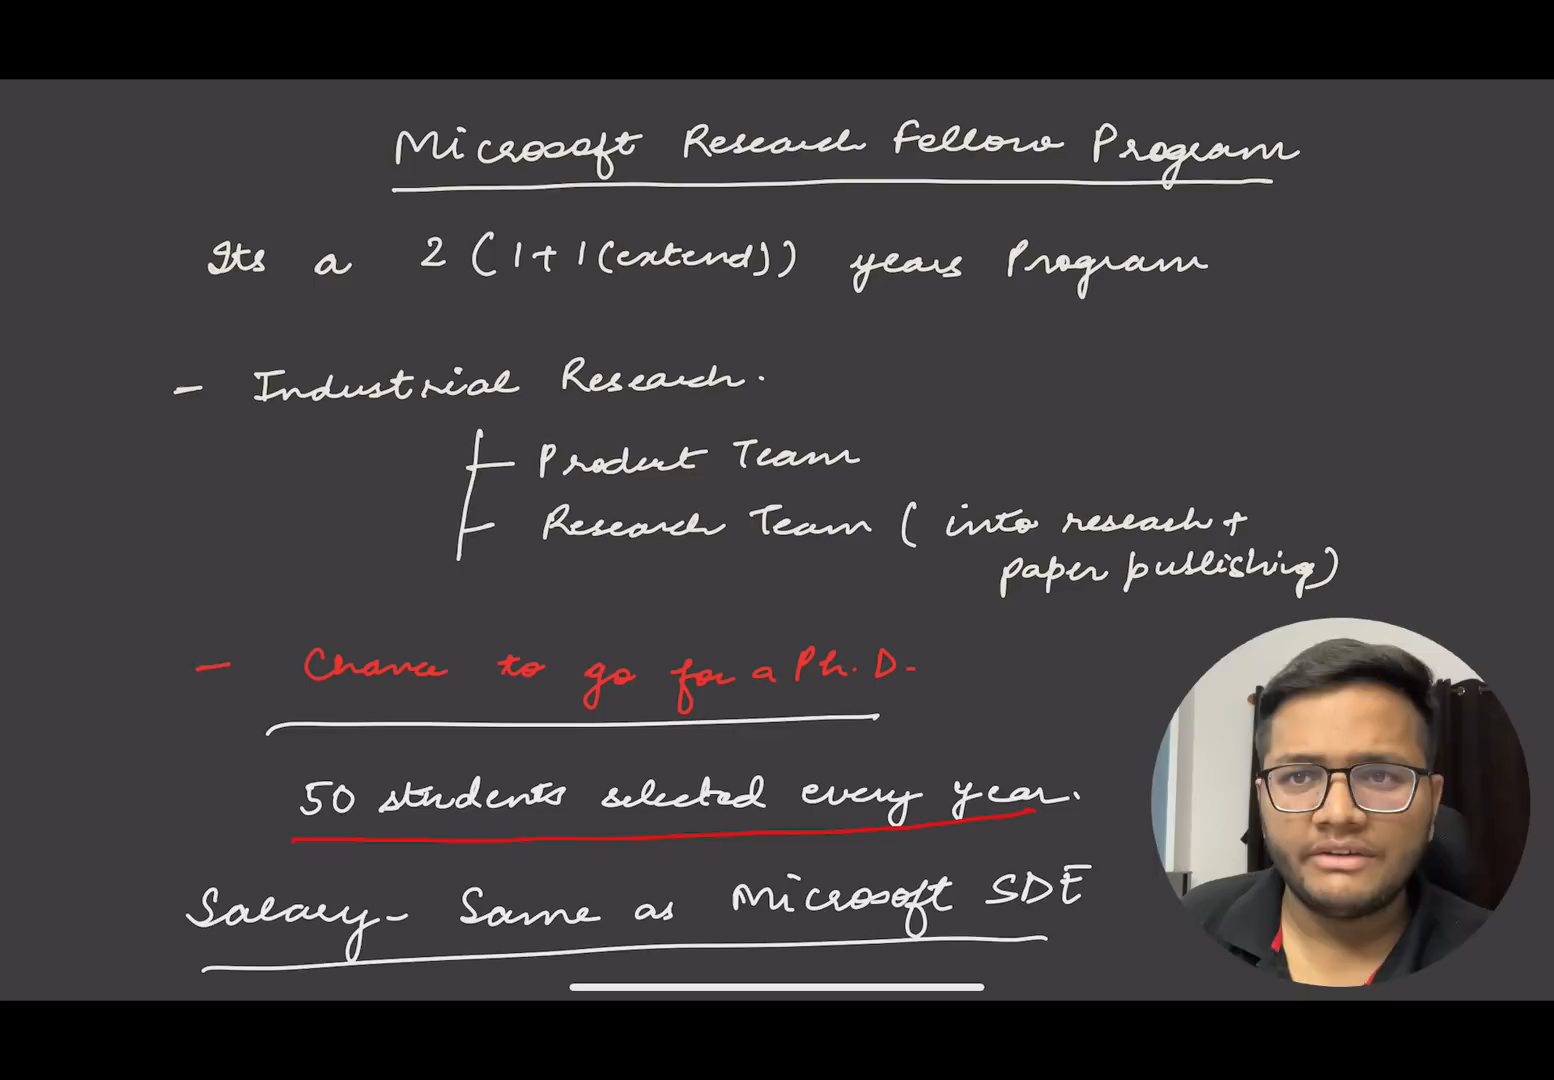 Microsoft Research Fellow Program
Its a 2 (1+1(extend)) years Program
- Industrial Research.
Product Team
Research Team (into research +
paper publishing)
- Chance to go for a Ph.D.
50 students selected every year.
Salary - Same as Microsoft SDE